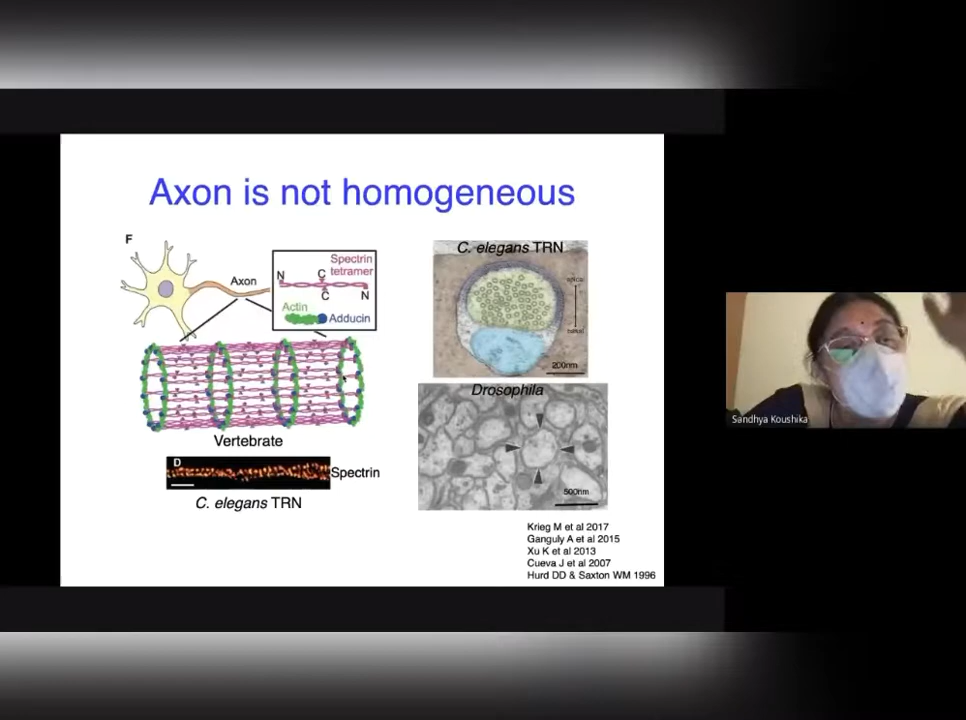 Axon is not homogeneous
F
Axon
N
C
Spectrin
tetramer
C
N
Actin
Adducin
Vertebrate
D
Spectrin
C. elegans TRN
C. elegans TRN
200nm
Drosophila
500nm
Krieg M et al 2017
Ganguly A et al 2015
Xu K et al 2013
Cueva J et al 2007
Hurd DD & Saxton WM 1996
Sandhya Koushika